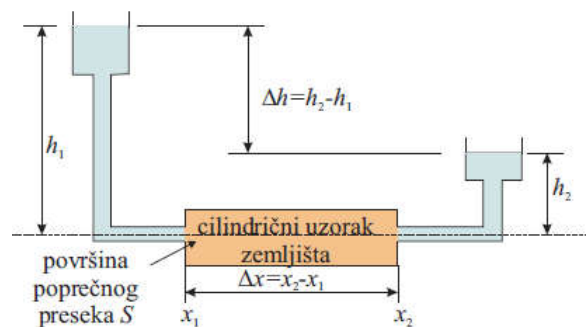 Δh=h₂-h₁
h₁
h₂
cilindrični uzorak
zemljišta
površina
poprečnog
preseka S
Δx=x₂-x₁
x₁
x₂